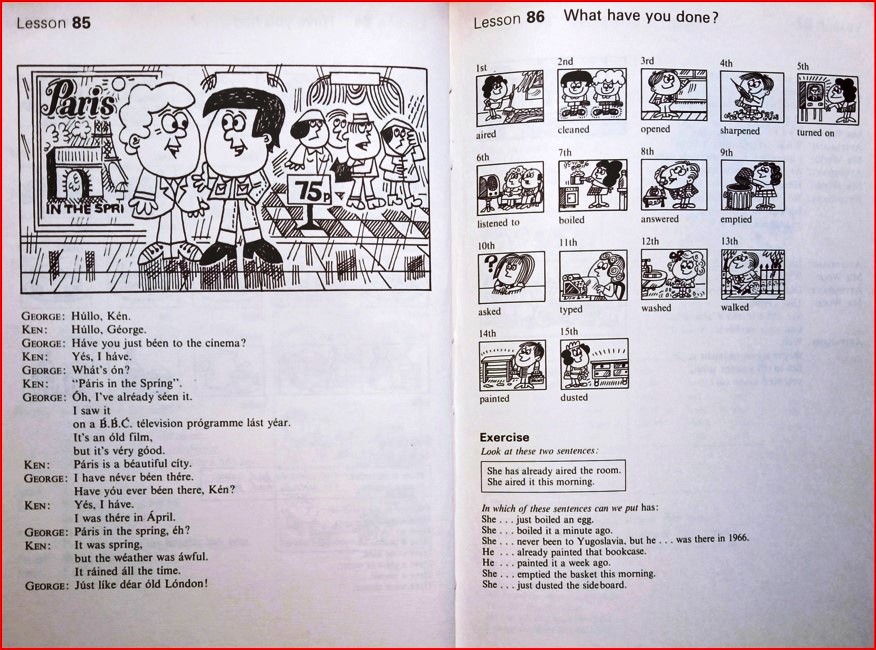 Lesson 85
Paris
IN THE SPRI
75p
GEORGE: Húllo, Kén.
KEN: Húllo, Géorge.
GEORGE: Háve you just béen to the cinema?
KEN: Yés, I háve.
GEORGE: Whát's ón?
KEN: "Páris in the Spríng".
GEORGE: Óh, I've alréady séen it.
I saw it
on a B́.B́.Ć. télevision prógramme lást yéar.
It's an óld film,
but it's véry góod.
KEN: Páris is a béautiful cíty.
GEORGE: I have néver béen thére.
Have yóu ever béen there, Kén?
KEN: Yés, I háve.
I was thére in Ápril.
GEORGE: Páris in the spríng, éh?
KEN: It was spríng,
but the wéather was áwful.
It ráined áll the time.
GEORGE: Júst líke déar óld Lóndon!
Lesson 86 What have you done?
1st
2nd
3rd
4th
5th
aired
cleaned
opened
sharpened
turned on
6th
7th
8th
9th
listened to
boiled
answered
emptied
10th
11th
12th
13th
?
asked
typed
washed
walked
14th
15th
painted
dusted
Exercise
Look at these two sentences:
She has already aired the room.
She aired it this morning.
In which of these sentences can we put has:
She . . . just boiled an egg.
She . . . boiled it a minute ago.
She . . . never been to Yugoslavia, but he . . . was there in 1966.
He . . . already painted that bookcase.
He . . . painted it a week ago.
She . . . emptied the basket this morning.
She . . . just dusted the sideboard.